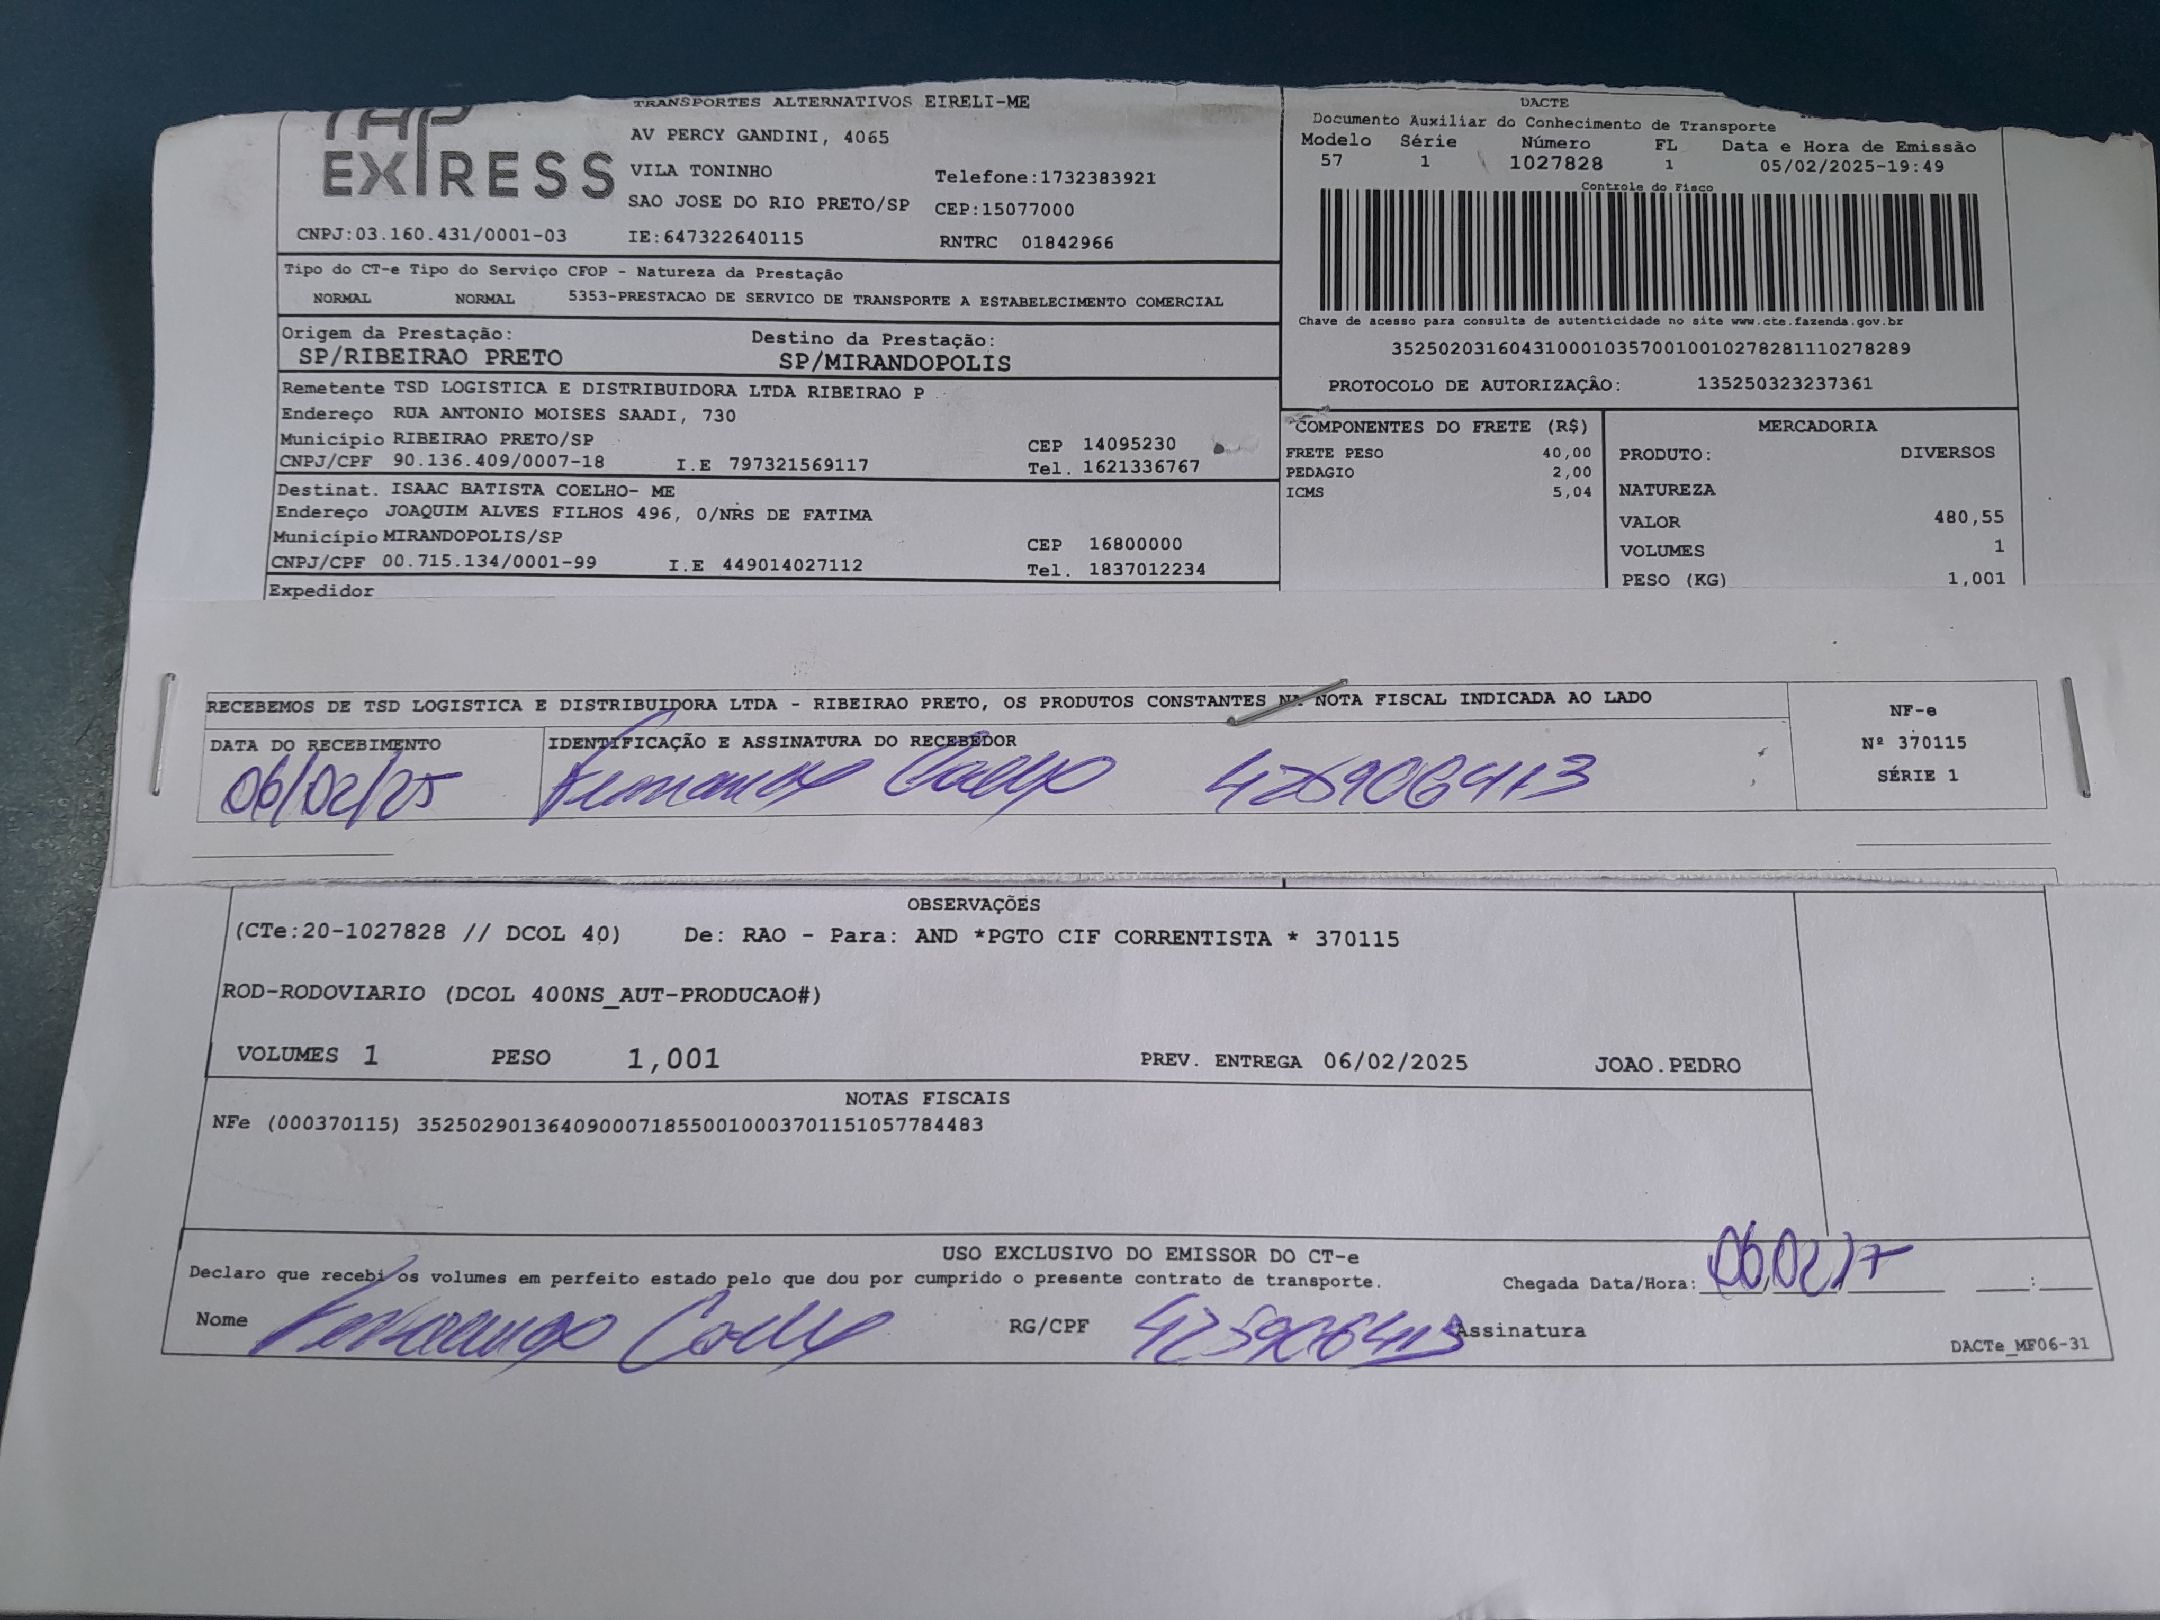 TRANSPORTES ALTERNATIVOS EIRELI-ME
TAP EXPRESS
AV PERCY GANDINI, 4065
VILA TONINHO Telefone:1732383921
SAO JOSE DO RIO PRETO/SP CEP:15077000
CNPJ:03.160.431/0001-03 IE:647322640115 RNTRC 01842966
DACTE
Documento Auxiliar do Conhecimento de Transporte
Modelo Série Número FL Data e Hora de Emissão
57 1 1027828 1 05/02/2025-19:49
Controle do Fisco
Chave de acesso para consulta de autenticidade no site www.cte.fazenda.gov.br
35250203160431000103570010010278281110278289
PROTOCOLO DE AUTORIZAÇÃO: 135250323237361
Tipo do CT-e Tipo do Serviço CFOP - Natureza da Prestação
NORMAL NORMAL 5353-PRESTACAO DE SERVICO DE TRANSPORTE A ESTABELECIMENTO COMERCIAL
Origem da Prestação: Destino da Prestação:
SP/RIBEIRAO PRETO SP/MIRANDOPOLIS
Remetente TSD LOGISTICA E DISTRIBUIDORA LTDA RIBEIRAO P
Endereço RUA ANTONIO MOISES SAADI, 730
Município RIBEIRAO PRETO/SP CEP 14095230
CNPJ/CPF 90.136.409/0007-18 I.E 797321569117 Tel. 1621336767
Destinat. ISAAC BATISTA COELHO- ME
Endereço JOAQUIM ALVES FILHOS 496, 0/NRS DE FATIMA
Município MIRANDOPOLIS/SP CEP 16800000
CNPJ/CPF 00.715.134/0001-99 I.E 449014027112 Tel. 1837012234
Expedidor
COMPONENTES DO FRETE (R$)
FRETE PESO 40,00
PEDAGIO 2,00
ICMS 5,04
MERCADORIA
PRODUTO: DIVERSOS
NATUREZA
VALOR 480,55
VOLUMES 1
PESO (KG) 1,001
RECEBEMOS DE TSD LOGISTICA E DISTRIBUIDORA LTDA - RIBEIRAO PRETO, OS PRODUTOS CONSTANTES NA NOTA FISCAL INDICADA AO LADO
DATA DO RECEBIMENTO IDENTIFICAÇÃO E ASSINATURA DO RECEBEDOR
06/02/25 Fernando Coelho 425906413
NF-e
Nº 370115
SÉRIE 1
OBSERVAÇÕES
(CTe:20-1027828 // DCOL 40) De: RAO - Para: AND *PGTO CIF CORRENTISTA * 370115
ROD-RODOVIARIO (DCOL 400NS_AUT-PRODUCAO#)
VOLUMES 1 PESO 1,001 PREV. ENTREGA 06/02/2025 JOAO.PEDRO
NOTAS FISCAIS
NFe (000370115) 35250290136409000718550010003701151057784483
USO EXCLUSIVO DO EMISSOR DO CT-e
Declaro que recebi os volumes em perfeito estado pelo que dou por cumprido o presente contrato de transporte. Chegada Data/Hora: 06/02/
Nome Fernando Coelho RG/CPF 425906413 Assinatura
DACTe_MF06-31